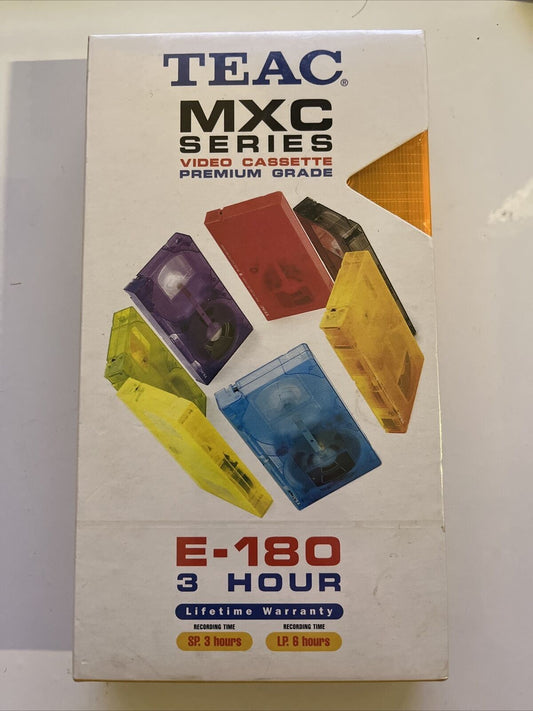 TEAC®
MXC
SERIES
VIDEO CASSETTE
PREMIUM GRADE
E-180
3 HOUR
Lifetime Warranty
RECORDING TIME
SP. 3 hours
RECORDING TIME
LP. 6 hours